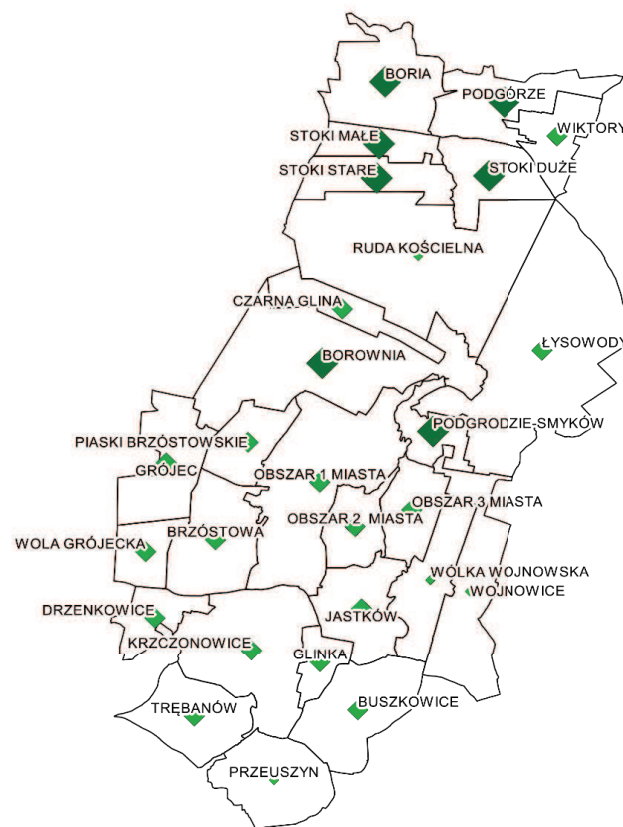 BORIA
PODGÓRZE
WIKTORY
STOKI MAŁE
STOKI STARE
STOKI DUŻE
RUDA KOŚCIELNA
CZARNA GLINA
ŁYSOWODY
BOROWNIA
PODGRODZIE-SMYKÓW
PIASKI BRZÓSTOWSKIE
GRÓJEC
OBSZAR 1 MIASTA
OBSZAR 3 MIASTA
OBSZAR 2 MIASTA
BRZÓSTOWA
WOLA GRÓJECKA
WÓLKA WOJNOWSKA
WOJNOWICE
DRZENKOWICE
JASTKÓW
KRZCZONOWICE
GLINKA
TRĘBANÓW
BUSZKOWICE
PRZEUSZYN